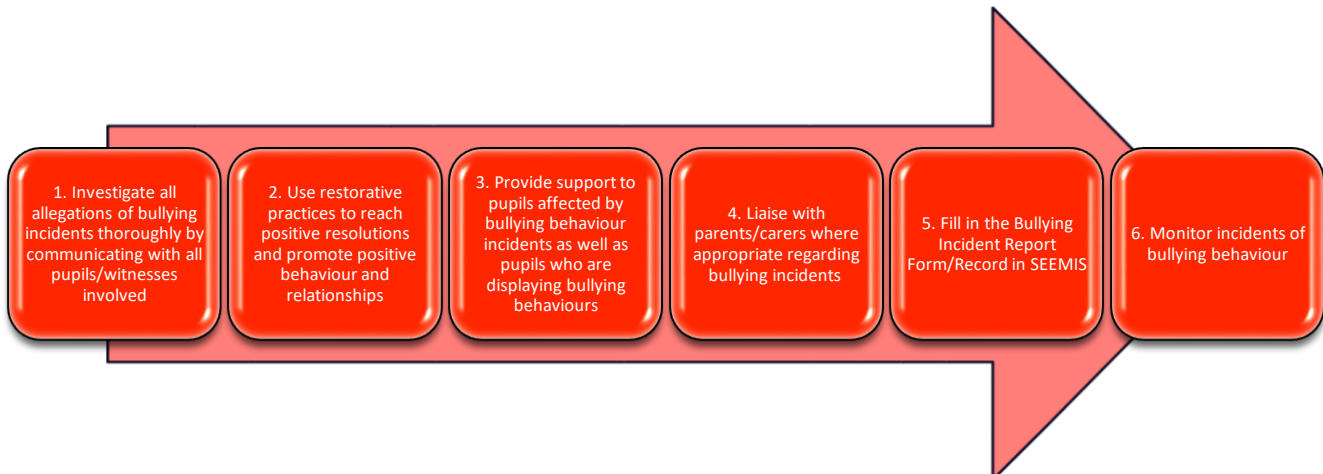 1. Investigate all
allegations of bullying
incidents thoroughly by
communicating with all
pupils/witnesses
involved
2. Use restorative
practices to reach
positive resolutions
and promote positive
behaviour and
relationships
3. Provide support to
pupils affected by
bullying behaviour
incidents as well as
pupils who are
displaying bullying
behaviours
4. Liaise with
parents/carers where
appropriate regarding
bullying incidents
5. Fill in the Bullying
Incident Report
Form/Record in SEEMIS
6. Monitor incidents of
bullying behaviour